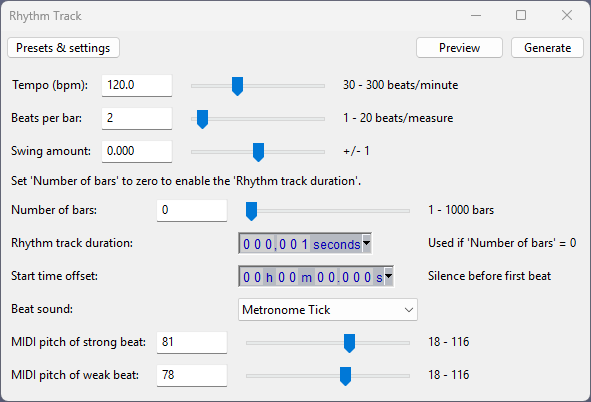 Rhythm Track
Presets & settings Preview Generate
Tempo (bpm): 120.0 30 - 300 beats/minute
Beats per bar: 2 1 - 20 beats/measure
Swing amount: 0.000 +/- 1
Set 'Number of bars' to zero to enable the 'Rhythm track duration'.
Number of bars: 0 1 - 1000 bars
Rhythm track duration: 000,001 seconds Used if 'Number of bars' = 0
Start time offset: 00 h 00 m 00.000 s Silence before first beat
Beat sound: Metronome Tick
MIDI pitch of strong beat: 81 18 - 116
MIDI pitch of weak beat: 78 18 - 116